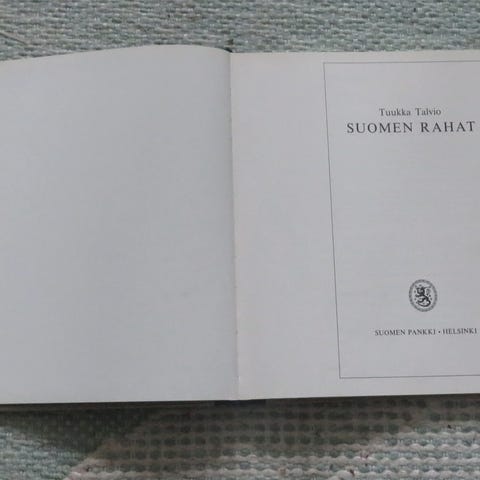 Tuukka Talvio
SUOMEN RAHAT
SUOMEN PANKKI • HELSINKI